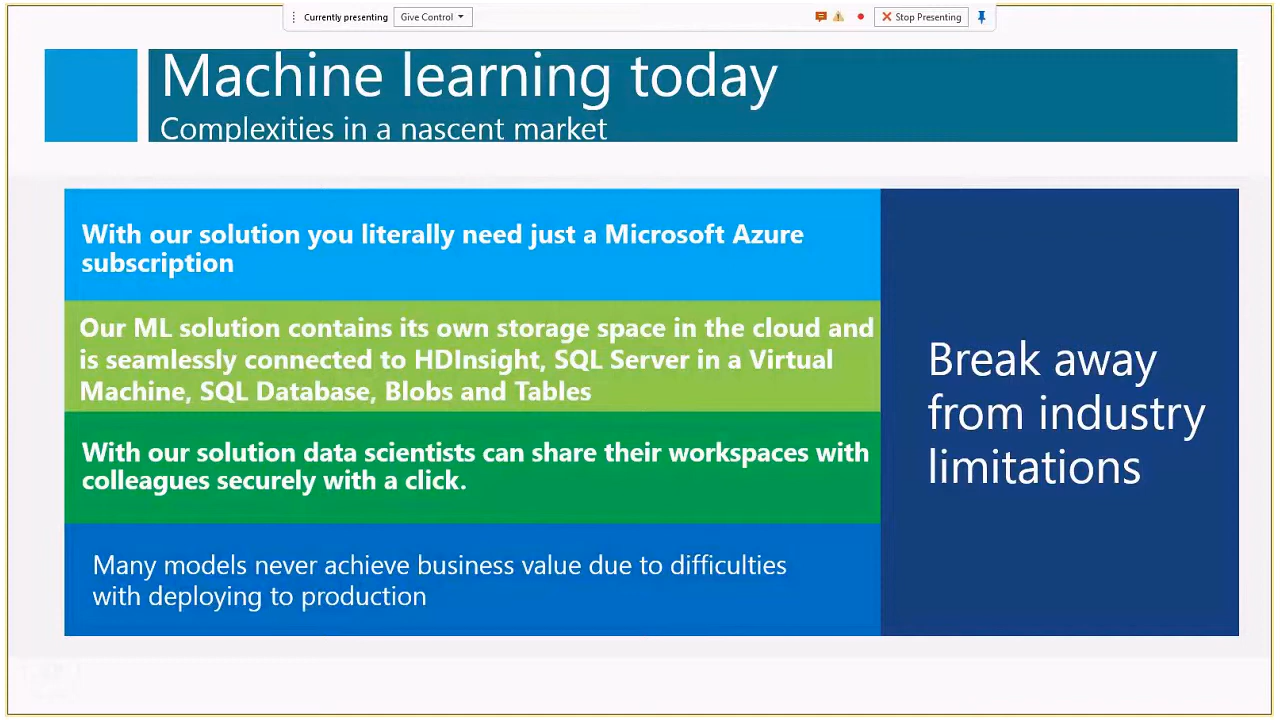 Currently presenting
Give Control
Stop Presenting
Machine learning today
Complexities in a nascent market
With our solution you literally need just a Microsoft Azure
subscription
Our ML solution contains its own storage space in the cloud and
is seamlessly connected to HDInsight, SQL Server in a Virtual
Machine, SQL Database, Blobs and Tables
With our solution data scientists can share their workspaces with
colleagues securely with a click.
Many models never achieve business value due to difficulties
with deploying to production
Break away
from industry
limitations